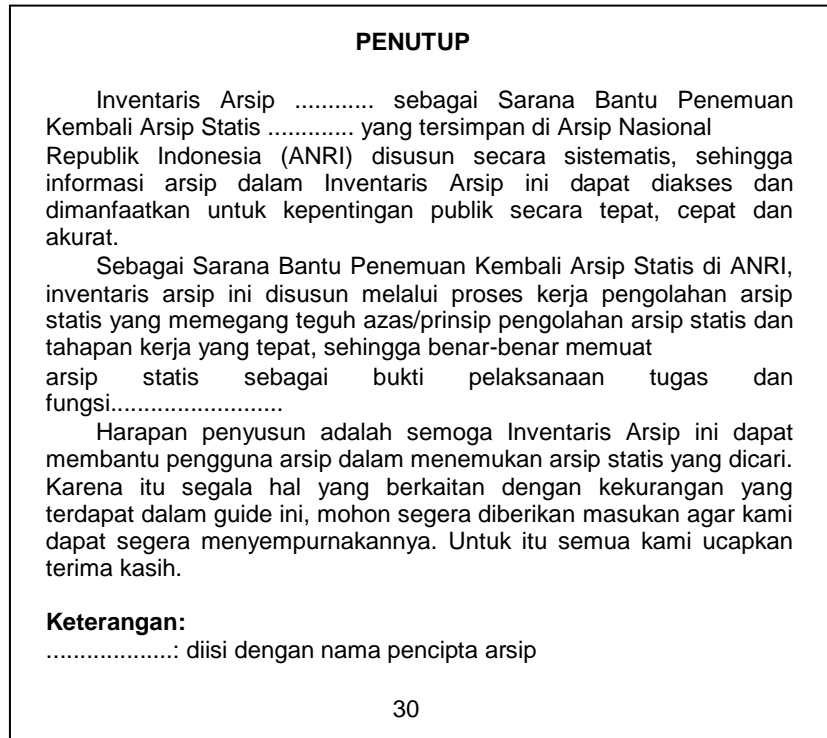 PENUTUP
Inventaris Arsip ............ sebagai Sarana Bantu Penemuan
Kembali Arsip Statis ............. yang tersimpan di Arsip Nasional
Republik Indonesia (ANRI) disusun secara sistematis, sehingga
informasi arsip dalam Inventaris Arsip ini dapat diakses dan
dimanfaatkan untuk kepentingan publik secara tepat, cepat dan
akurat.
Sebagai Sarana Bantu Penemuan Kembali Arsip Statis di ANRI,
inventaris arsip ini disusun melalui proses kerja pengolahan arsip
statis yang memegang teguh azas/prinsip pengolahan arsip statis dan
tahapan kerja yang tepat, sehingga benar-benar memuat
arsip statis sebagai bukti pelaksanaan tugas dan
fungsi..........................
Harapan penyusun adalah semoga Inventaris Arsip ini dapat
membantu pengguna arsip dalam menemukan arsip statis yang dicari.
Karena itu segala hal yang berkaitan dengan kekurangan yang
terdapat dalam guide ini, mohon segera diberikan masukan agar kami
dapat segera menyempurnakannya. Untuk itu semua kami ucapkan
terima kasih.
Keterangan:
...................: diisi dengan nama pencipta arsip
30